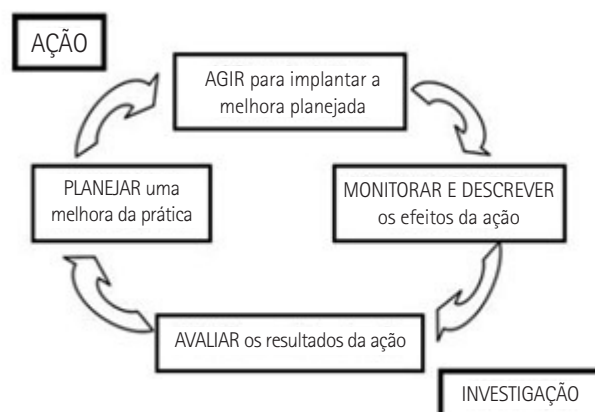 AÇÃO
AGIR para implantar a
melhora planejada
PLANEJAR uma
melhora da prática
MONITORAR E DESCREVER
os efeitos da ação
AVALIAR os resultados da ação
INVESTIGAÇÃO